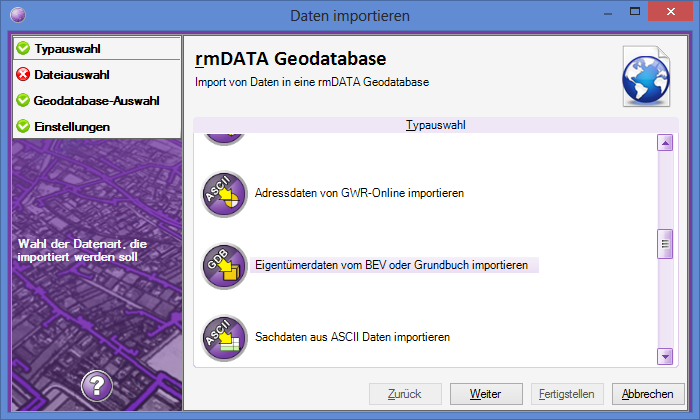 Daten importieren
Typauswahl
Dateiauswahl
Geodatabase-Auswahl
Einstellungen
Wahl der Datenart, die
importiert werden soll
?
rmDATA Geodatabase
Import von Daten in eine rmDATA Geodatabase
Typauswahl
ASCII
Adressdaten von GWR-Online importieren
GDB
Eigentümerdaten vom BEV oder Grundbuch importieren
ASCII
Sachdaten aus ASCII Daten importieren
Zurück
Weiter
Fertigstellen
Abbrechen